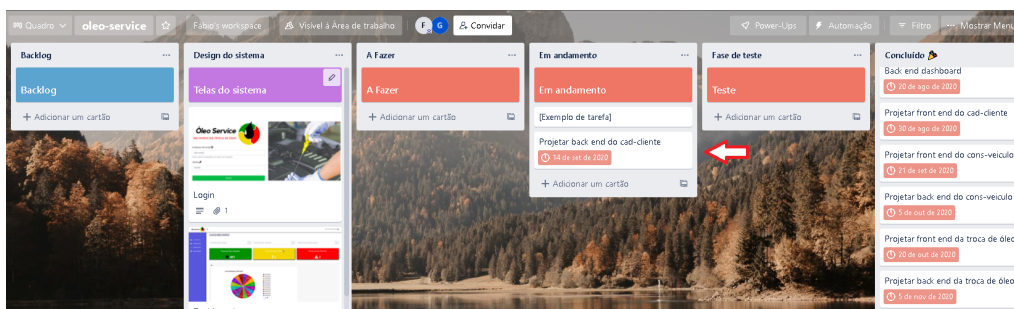 Quadro
oleo-service
Fabio's workspace
Visível à Área de trabalho
F G
Convidar
Power-Ups
Automação
Filtro
... Mostrar Menu
Backlog ...
Backlog
+ Adicionar um cartão
Design do sistema ...
Telas do sistema
Óleo Service
Login
1
A Fazer ...
A Fazer
+ Adicionar um cartão
Em andamento ...
Em andamento
[Exemplo de tarefa]
Projetar back end do cad-cliente
14 de set de 2020
+ Adicionar um cartão
Fase de teste ...
Teste
+ Adicionar um cartão
Concluído
Back end dashboard
20 de ago de 2020
Projetar front end do cad-cliente
30 de ago de 2020
Projetar front end do cons-veiculo
21 de set de 2020
Projetar back end do cons-veiculo
5 de out de 2020
Projetar front end da troca de óleo
20 de out de 2020
Projetar back end da troca de óleo
5 de nov de 2020